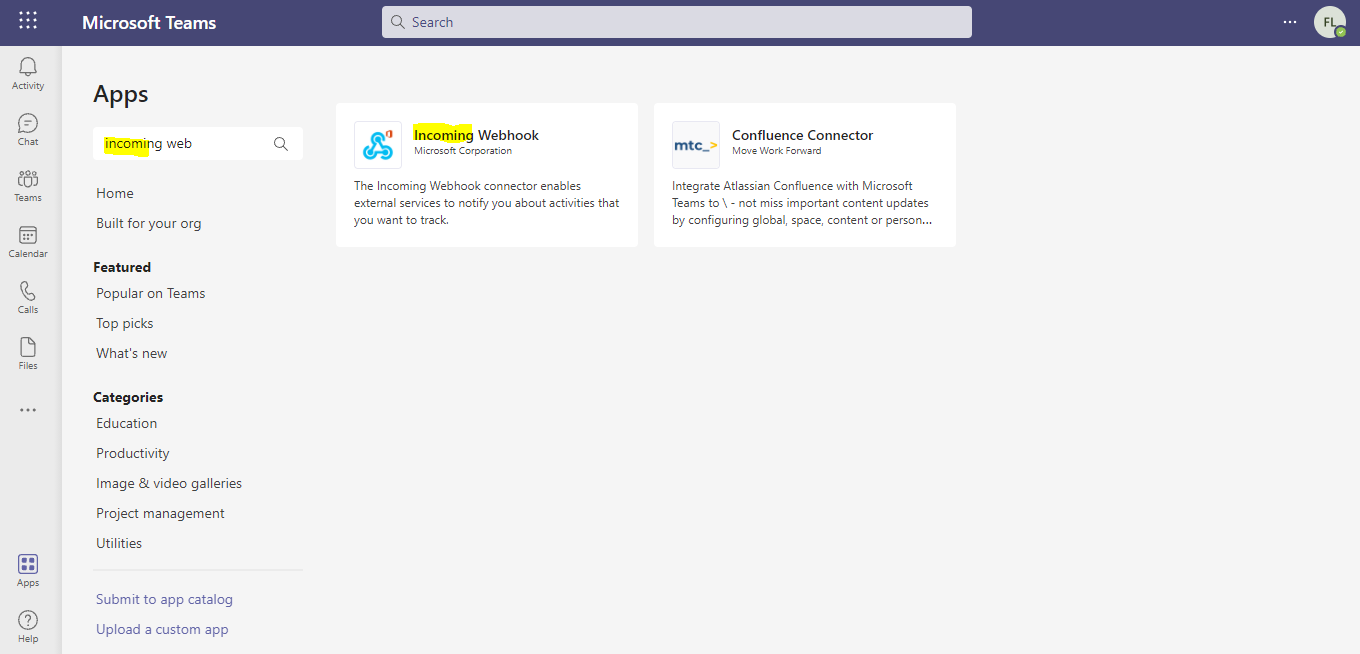 Microsoft Teams
Search
FL
Activity
Chat
Teams
Calendar
Calls
Files
Apps
Help
Apps
incoming web
Home
Built for your org
Featured
Popular on Teams
Top picks
What's new
Categories
Education
Productivity
Image & video galleries
Project management
Utilities
Submit to app catalog
Upload a custom app
Incoming Webhook
Microsoft Corporation
The Incoming Webhook connector enables
external services to notify you about activities that
you want to track.
mtc_>
Confluence Connector
Move Work Forward
Integrate Atlassian Confluence with Microsoft
Teams to \ - not miss important content updates
by configuring global, space, content or person...